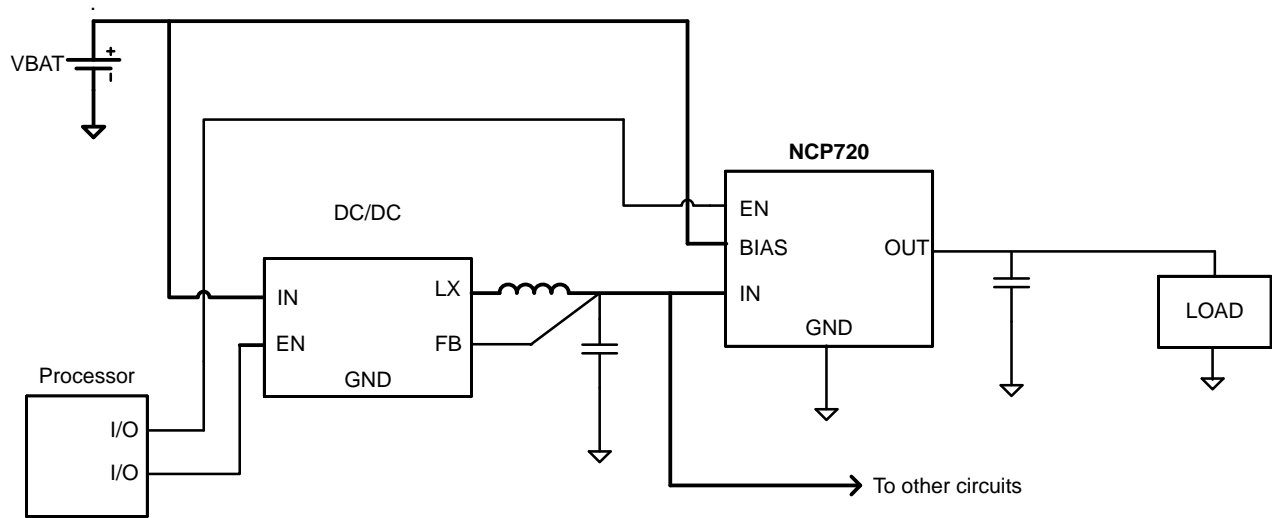 VBAT
+
NCP720
DC/DC
EN
BIAS
OUT
IN
GND
LOAD
IN
LX
EN
FB
GND
Processor
I/O
I/O
To other circuits